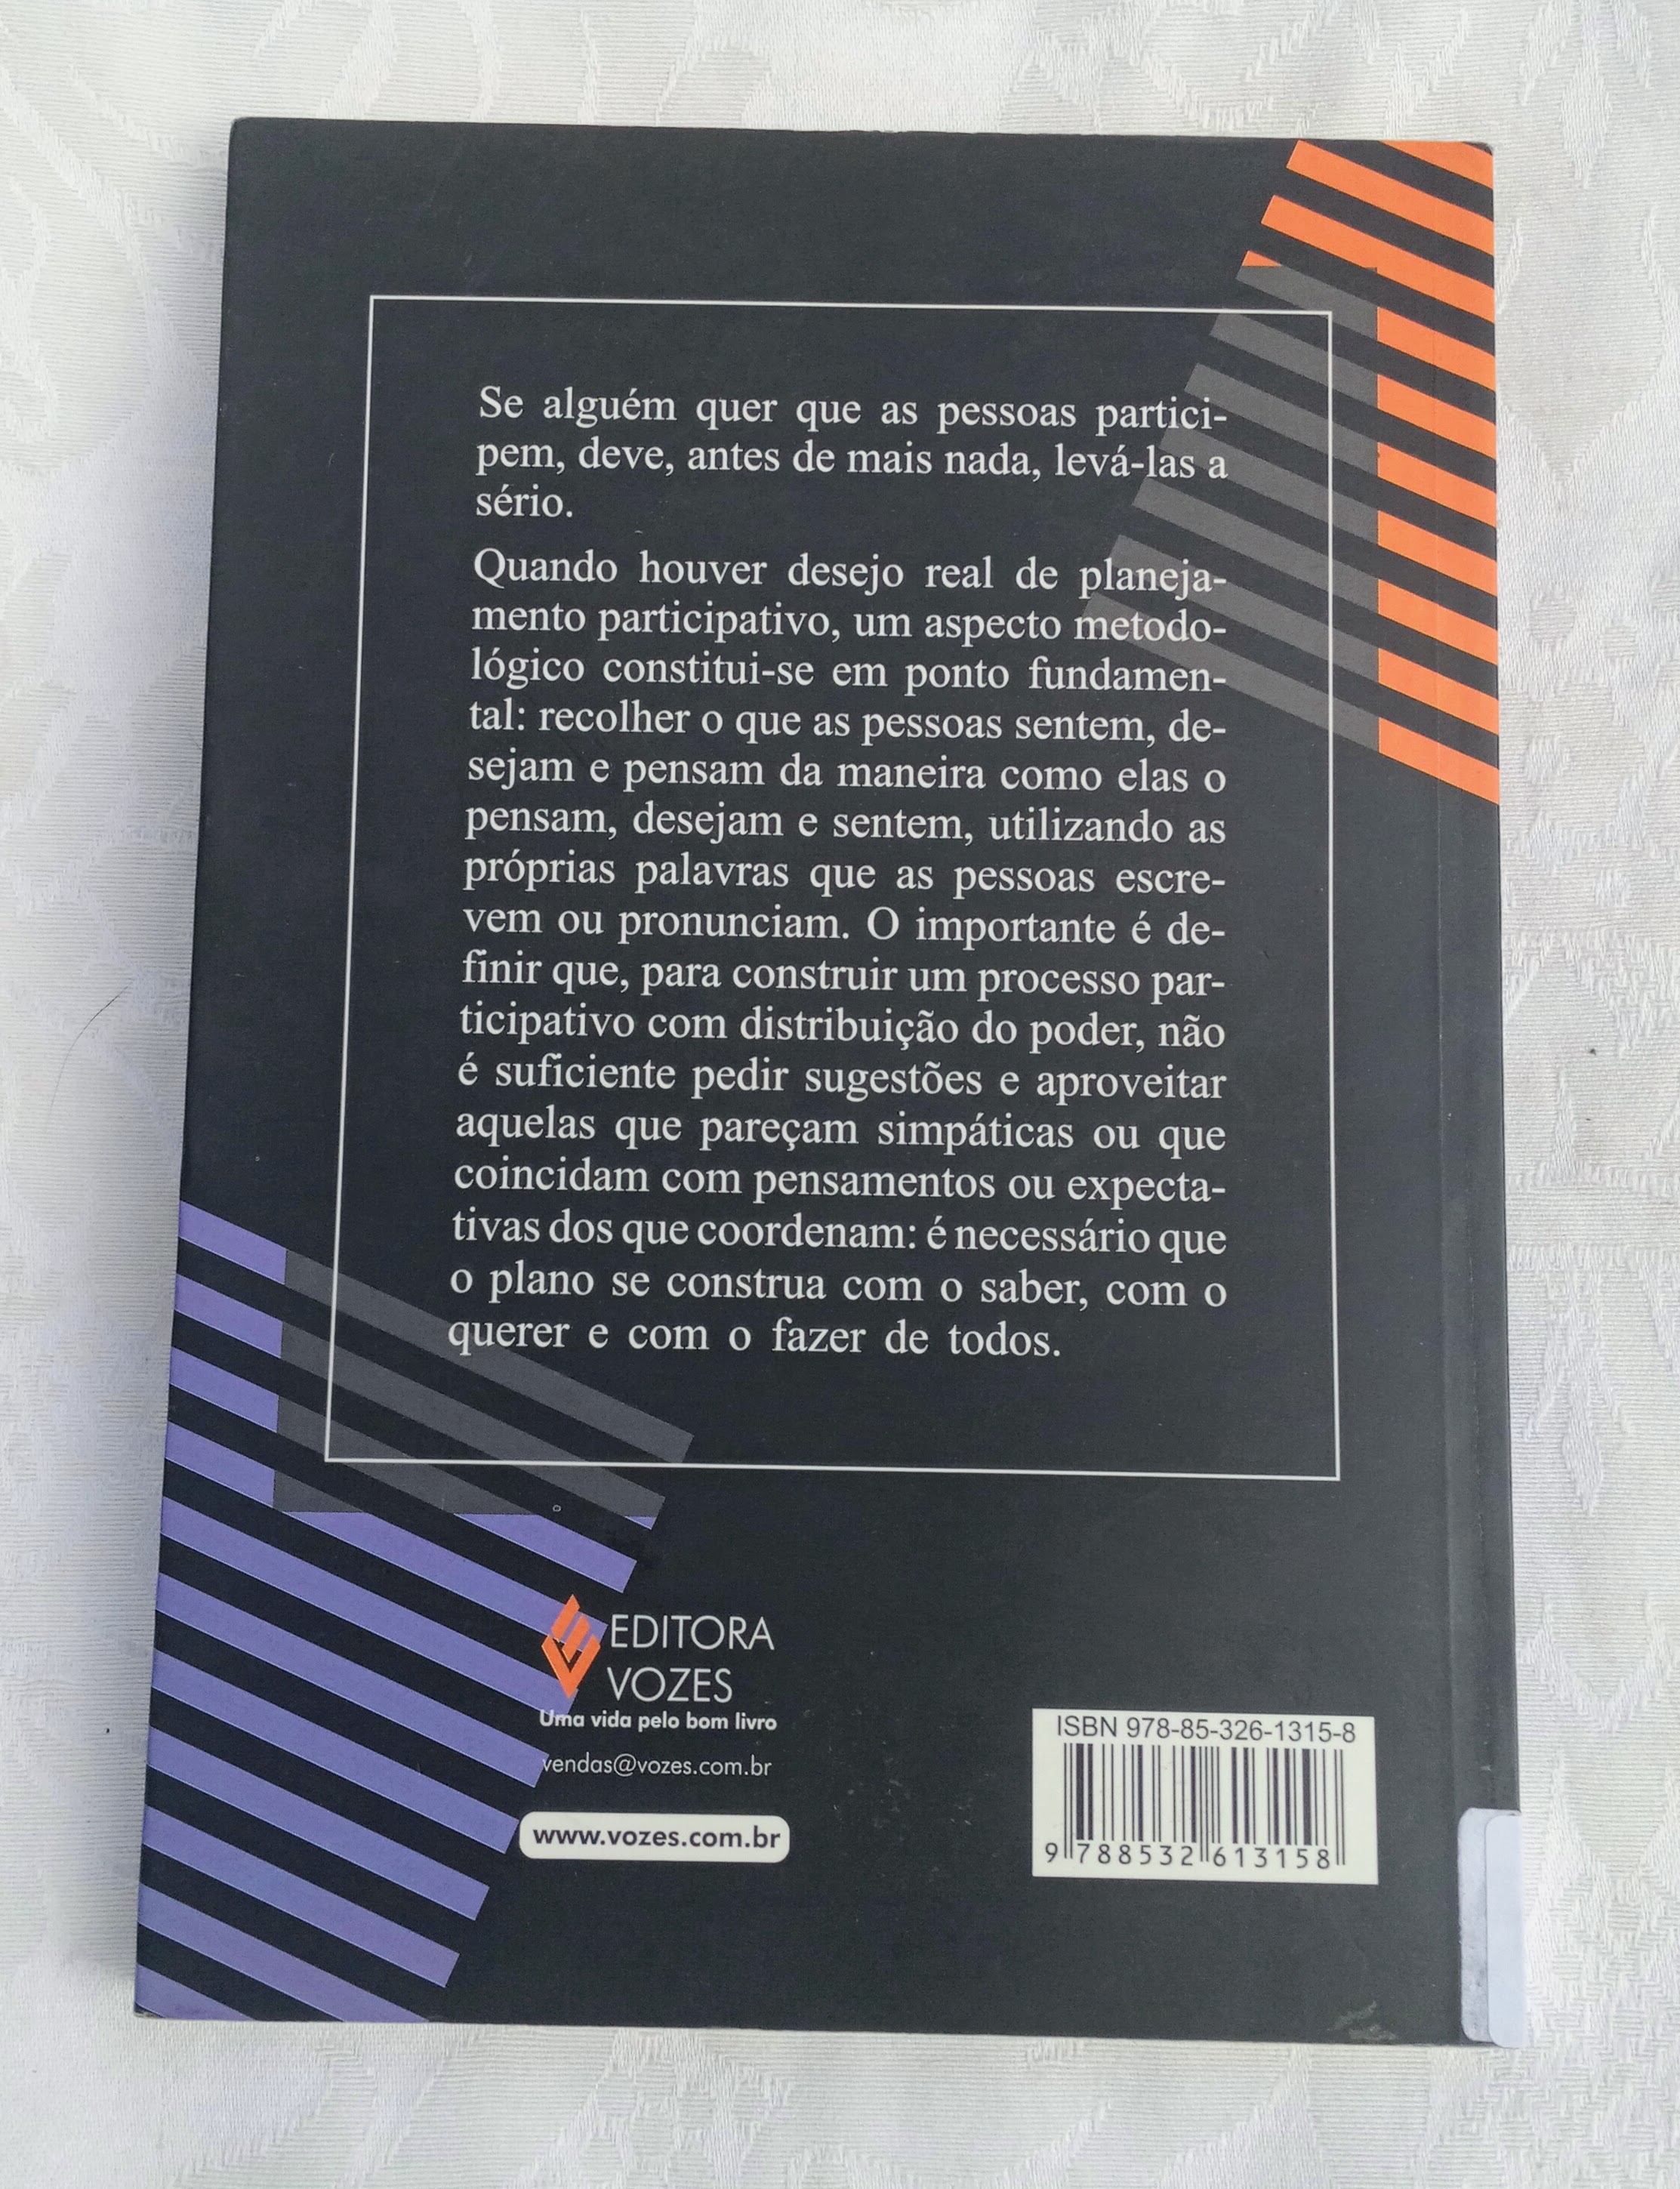 Se alguém quer que as pessoas partici-
pem, deve, antes de mais nada, levá-las a
sério.
Quando houver desejo real de planeja-
mento participativo, um aspecto metodo-
lógico constitui-se em ponto fundamen-
tal: recolher o que as pessoas sentem, de-
sejam e pensam da maneira como elas o
pensam, desejam e sentem, utilizando as
próprias palavras que as pessoas escre-
vem ou pronunciam. O importante é de-
finir que, para construir um processo par-
ticipativo com distribuição do poder, não
é suficiente pedir sugestões e aproveitar
aquelas que pareçam simpáticas ou que
coincidam com pensamentos ou expecta-
tivas dos que coordenam: é necessário que
o plano se construa com o saber, com o
querer e com o fazer de todos.
EDITORA
VOZES
Uma vida pelo bom livro
vendas@vozes.com.br
www.vozes.com.br
ISBN 978-85-326-1315-8
9 788532 613158